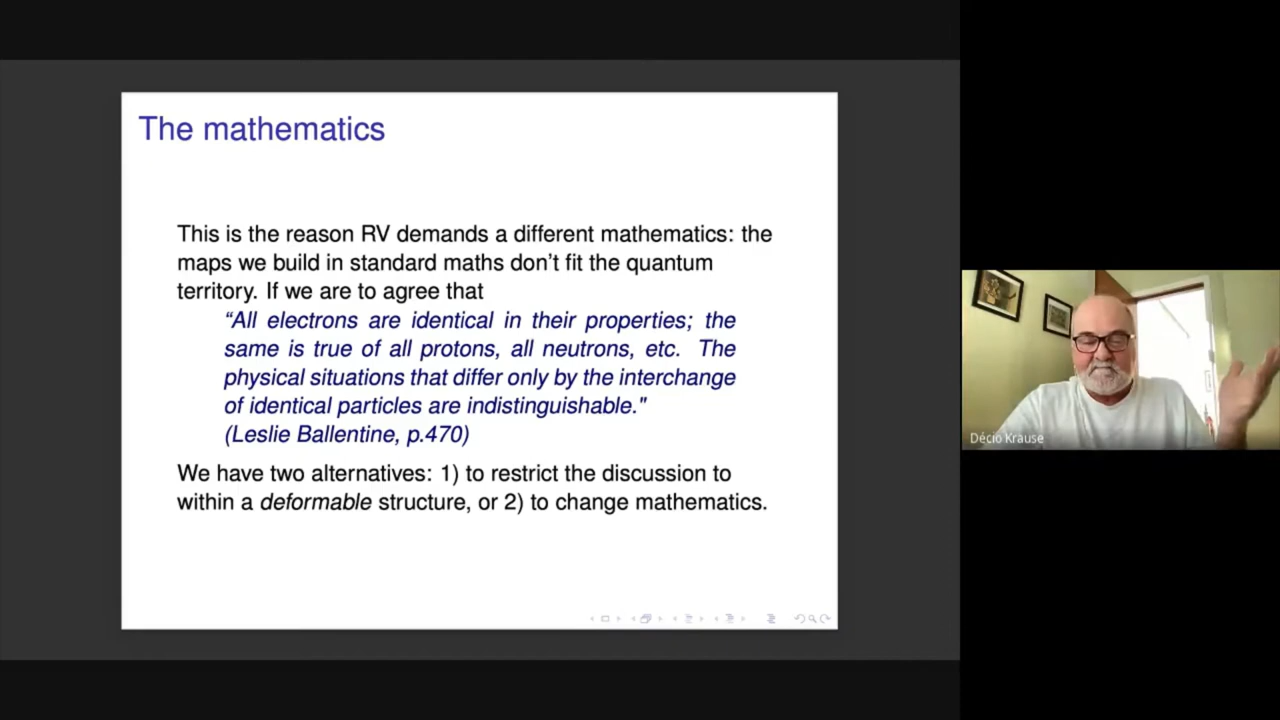 The mathematics
This is the reason RV demands a different mathematics: the
maps we build in standard maths don't fit the quantum
territory. If we are to agree that
“All electrons are identical in their properties; the
same is true of all protons, all neutrons, etc. The
physical situations that differ only by the interchange
of identical particles are indistinguishable."
(Leslie Ballentine, p.470)
We have two alternatives: 1) to restrict the discussion to
within a deformable structure, or 2) to change mathematics.
Décio Krause